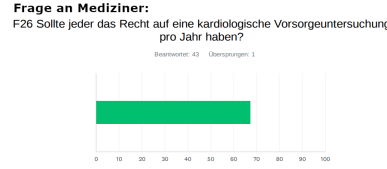 Frage an Mediziner:
F26 Sollte jeder das Recht auf eine kardiologische Vorsorgeuntersuchung
pro Jahr haben?
Beantwortet: 43 Übersprungen: 1
0 10 20 30 40 50 60 70 80 90 100